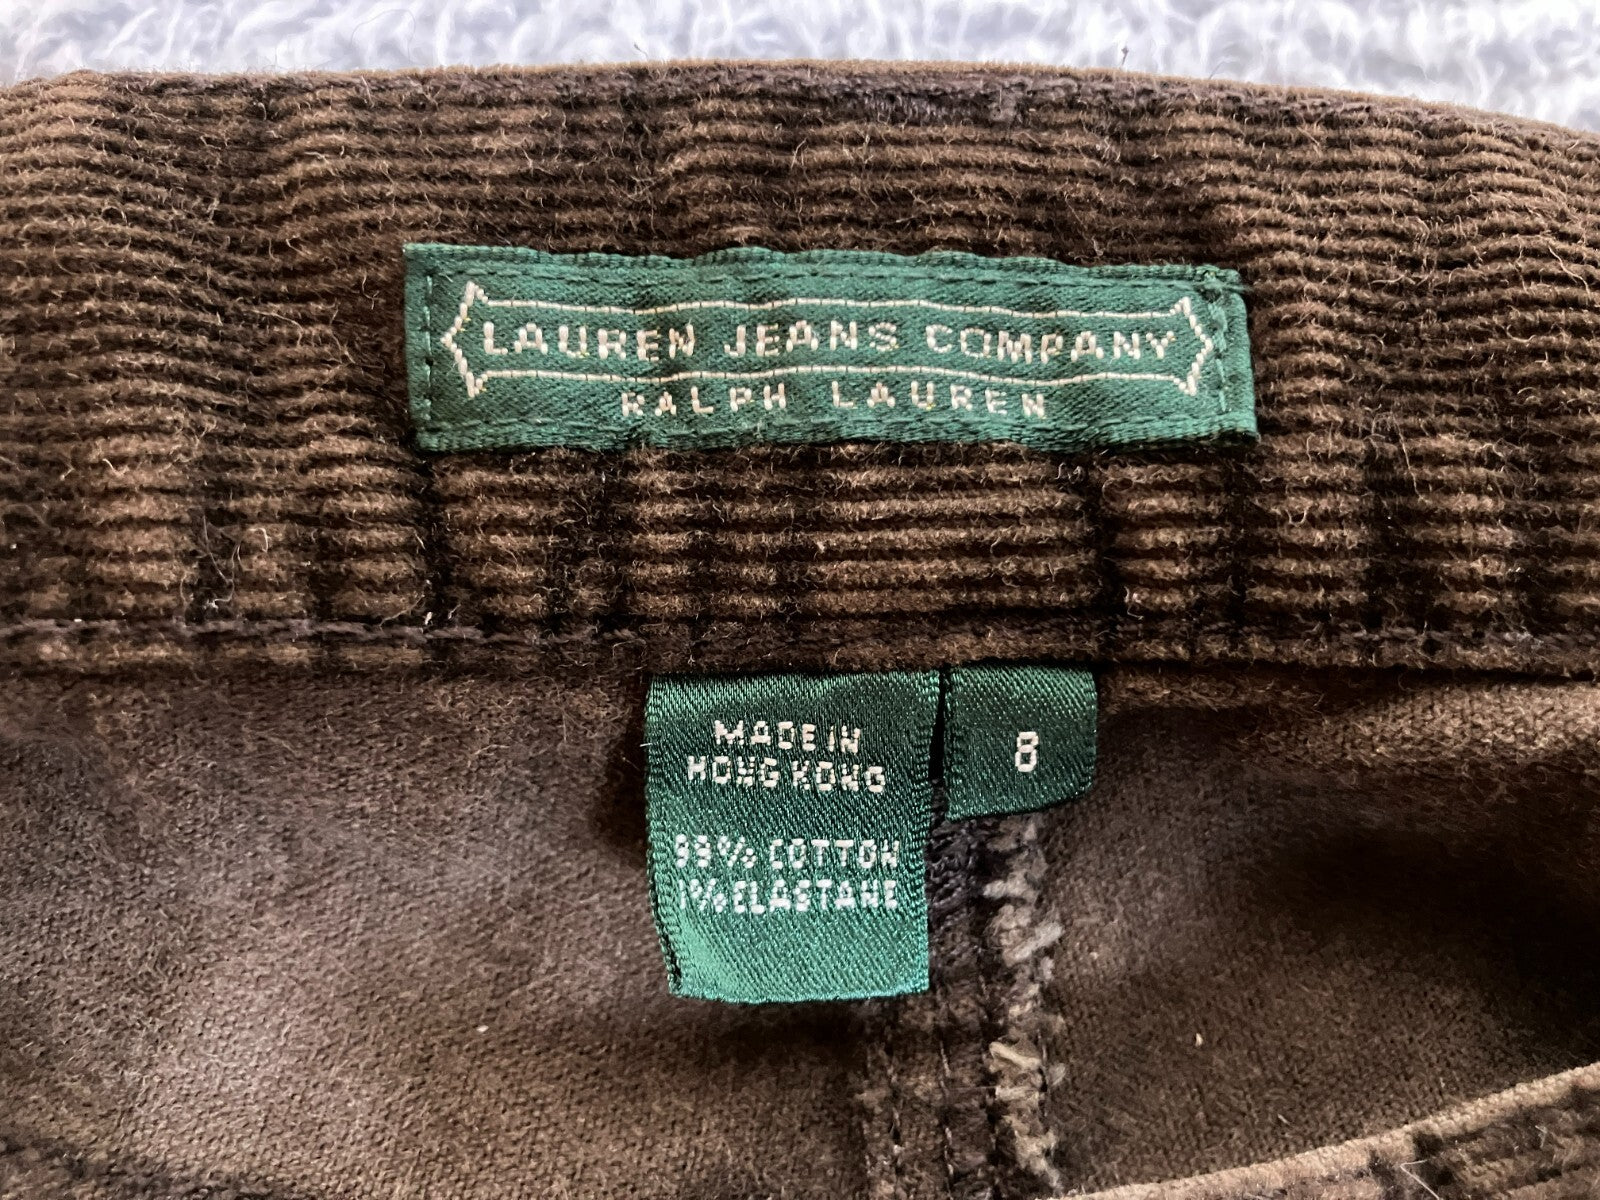 LAUREN JEANS COMPANY
RALPH LAUREN
MADE IN
HONG KONG
8
99% COTTON
1% ELASTANE